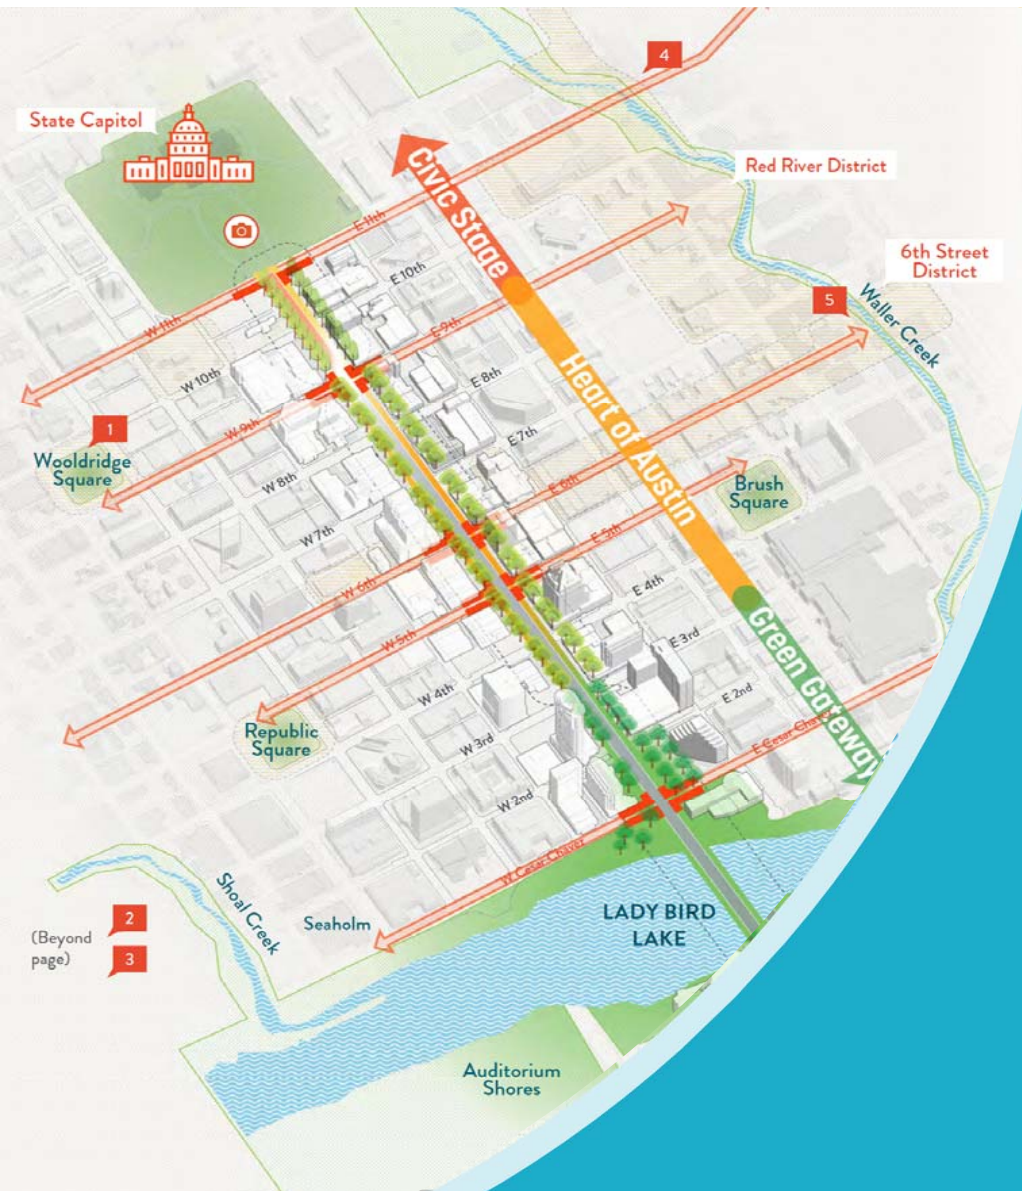 4
State Capitol
Civic Stage
Red River District
E 11th
6th Street
District
E 10th
5
Waller Creek
W 11th
E 9th
W 10th
E 8th
Heart of Austin
1
Wooldridge
Square
W 9th
E 7th
W 8th
E 6th
Brush
Square
W 7th
E 5th
W 6th
E 4th
W 5th
Green Gateway
E 3rd
W 4th
E 2nd
Republic
Square
E Cesar Chavez
W 3rd
W 2nd
W Cesar Chavez
Shoal Creek
Seaholm
LADY BIRD
LAKE
2
(Beyond
page)
3
Auditorium
Shores